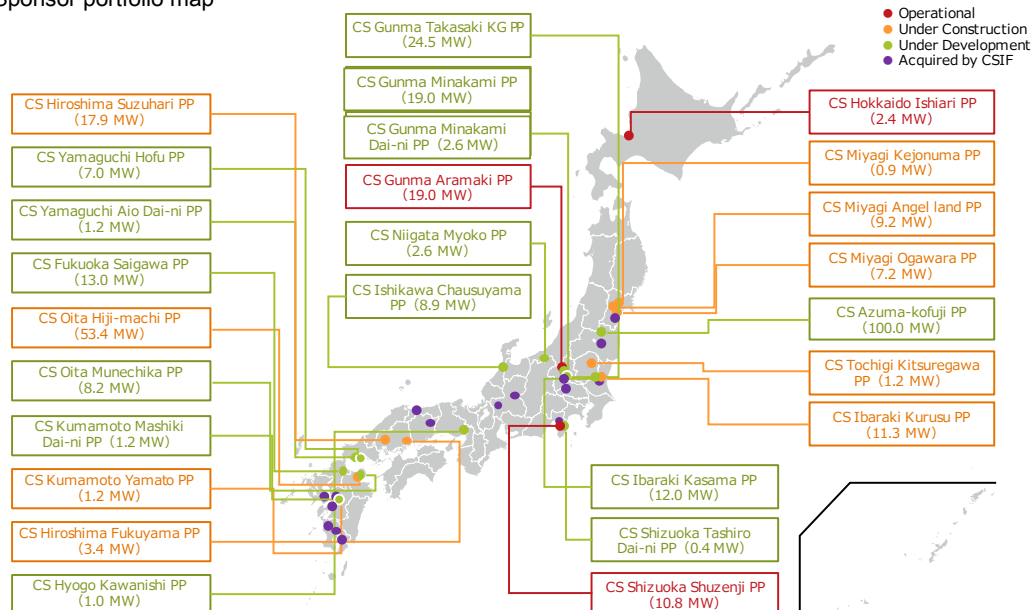 Sponsor portfolio map
Operational
Under Construction
Under Development
Acquired by CSIF
CS Gunma Takasaki KG PP
(24.5 MW)
CS Gunma Minakami PP
(19.0 MW)
CS Gunma Minakami
Dai-ni PP (2.6 MW)
CS Gunma Aramaki PP
(19.0 MW)
CS Niigata Myoko PP
(2.6 MW)
CS Ishikawa Chausuyama
PP (8.9 MW)
CS Hiroshima Suzuhari PP
(17.9 MW)
CS Yamaguchi Hofu PP
(7.0 MW)
CS Yamaguchi Aio Dai-ni PP
(1.2 MW)
CS Fukuoka Saigawa PP
(13.0 MW)
CS Oita Hiji-machi PP
(53.4 MW)
CS Oita Munechika PP
(8.2 MW)
CS Kumamoto Mashiki
Dai-ni PP (1.2 MW)
CS Kumamoto Yamato PP
(1.2 MW)
CS Hiroshima Fukuyama PP
(3.4 MW)
CS Hyogo Kawanishi PP
(1.0 MW)
CS Hokkaido Ishiari PP
(2.4 MW)
CS Miyagi Kejonuma PP
(0.9 MW)
CS Miyagi Angel land PP
(9.2 MW)
CS Miyagi Ogawara PP
(7.2 MW)
CS Azuma-kofuji PP
(100.0 MW)
CS Tochigi Kitsuregawa
PP (1.2 MW)
CS Ibaraki Kurusu PP
(11.3 MW)
CS Ibaraki Kasama PP
(12.0 MW)
CS Shizuoka Tashiro
Dai-ni PP (0.4 MW)
CS Shizuoka Shuzenji PP
(10.8 MW)